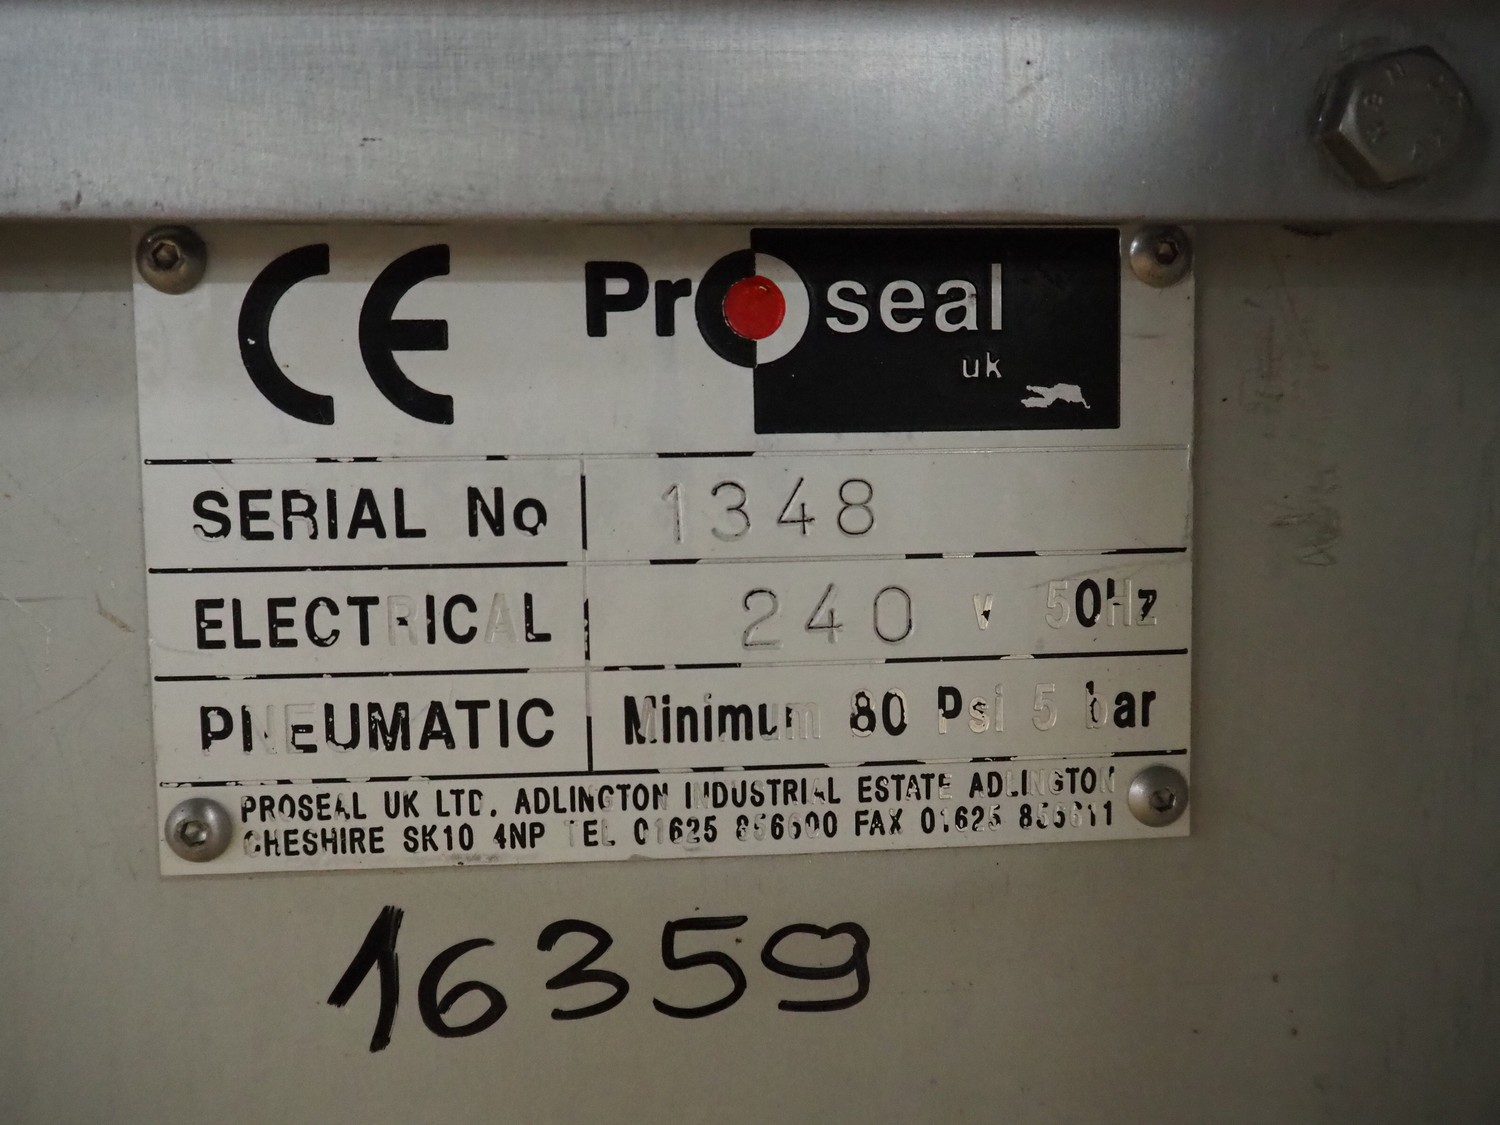 CE Proseal
uk
SERIAL No 1348
ELECTRICAL 240 v 50Hz
PNEUMATIC Minimum 80 Psi 5 bar
PROSEAL UK LTD. ADLINGTON INDUSTRIAL ESTATE ADLINGTON
CHESHIRE SK10 4NP TEL 01625 856600 FAX 01625 856611
16359